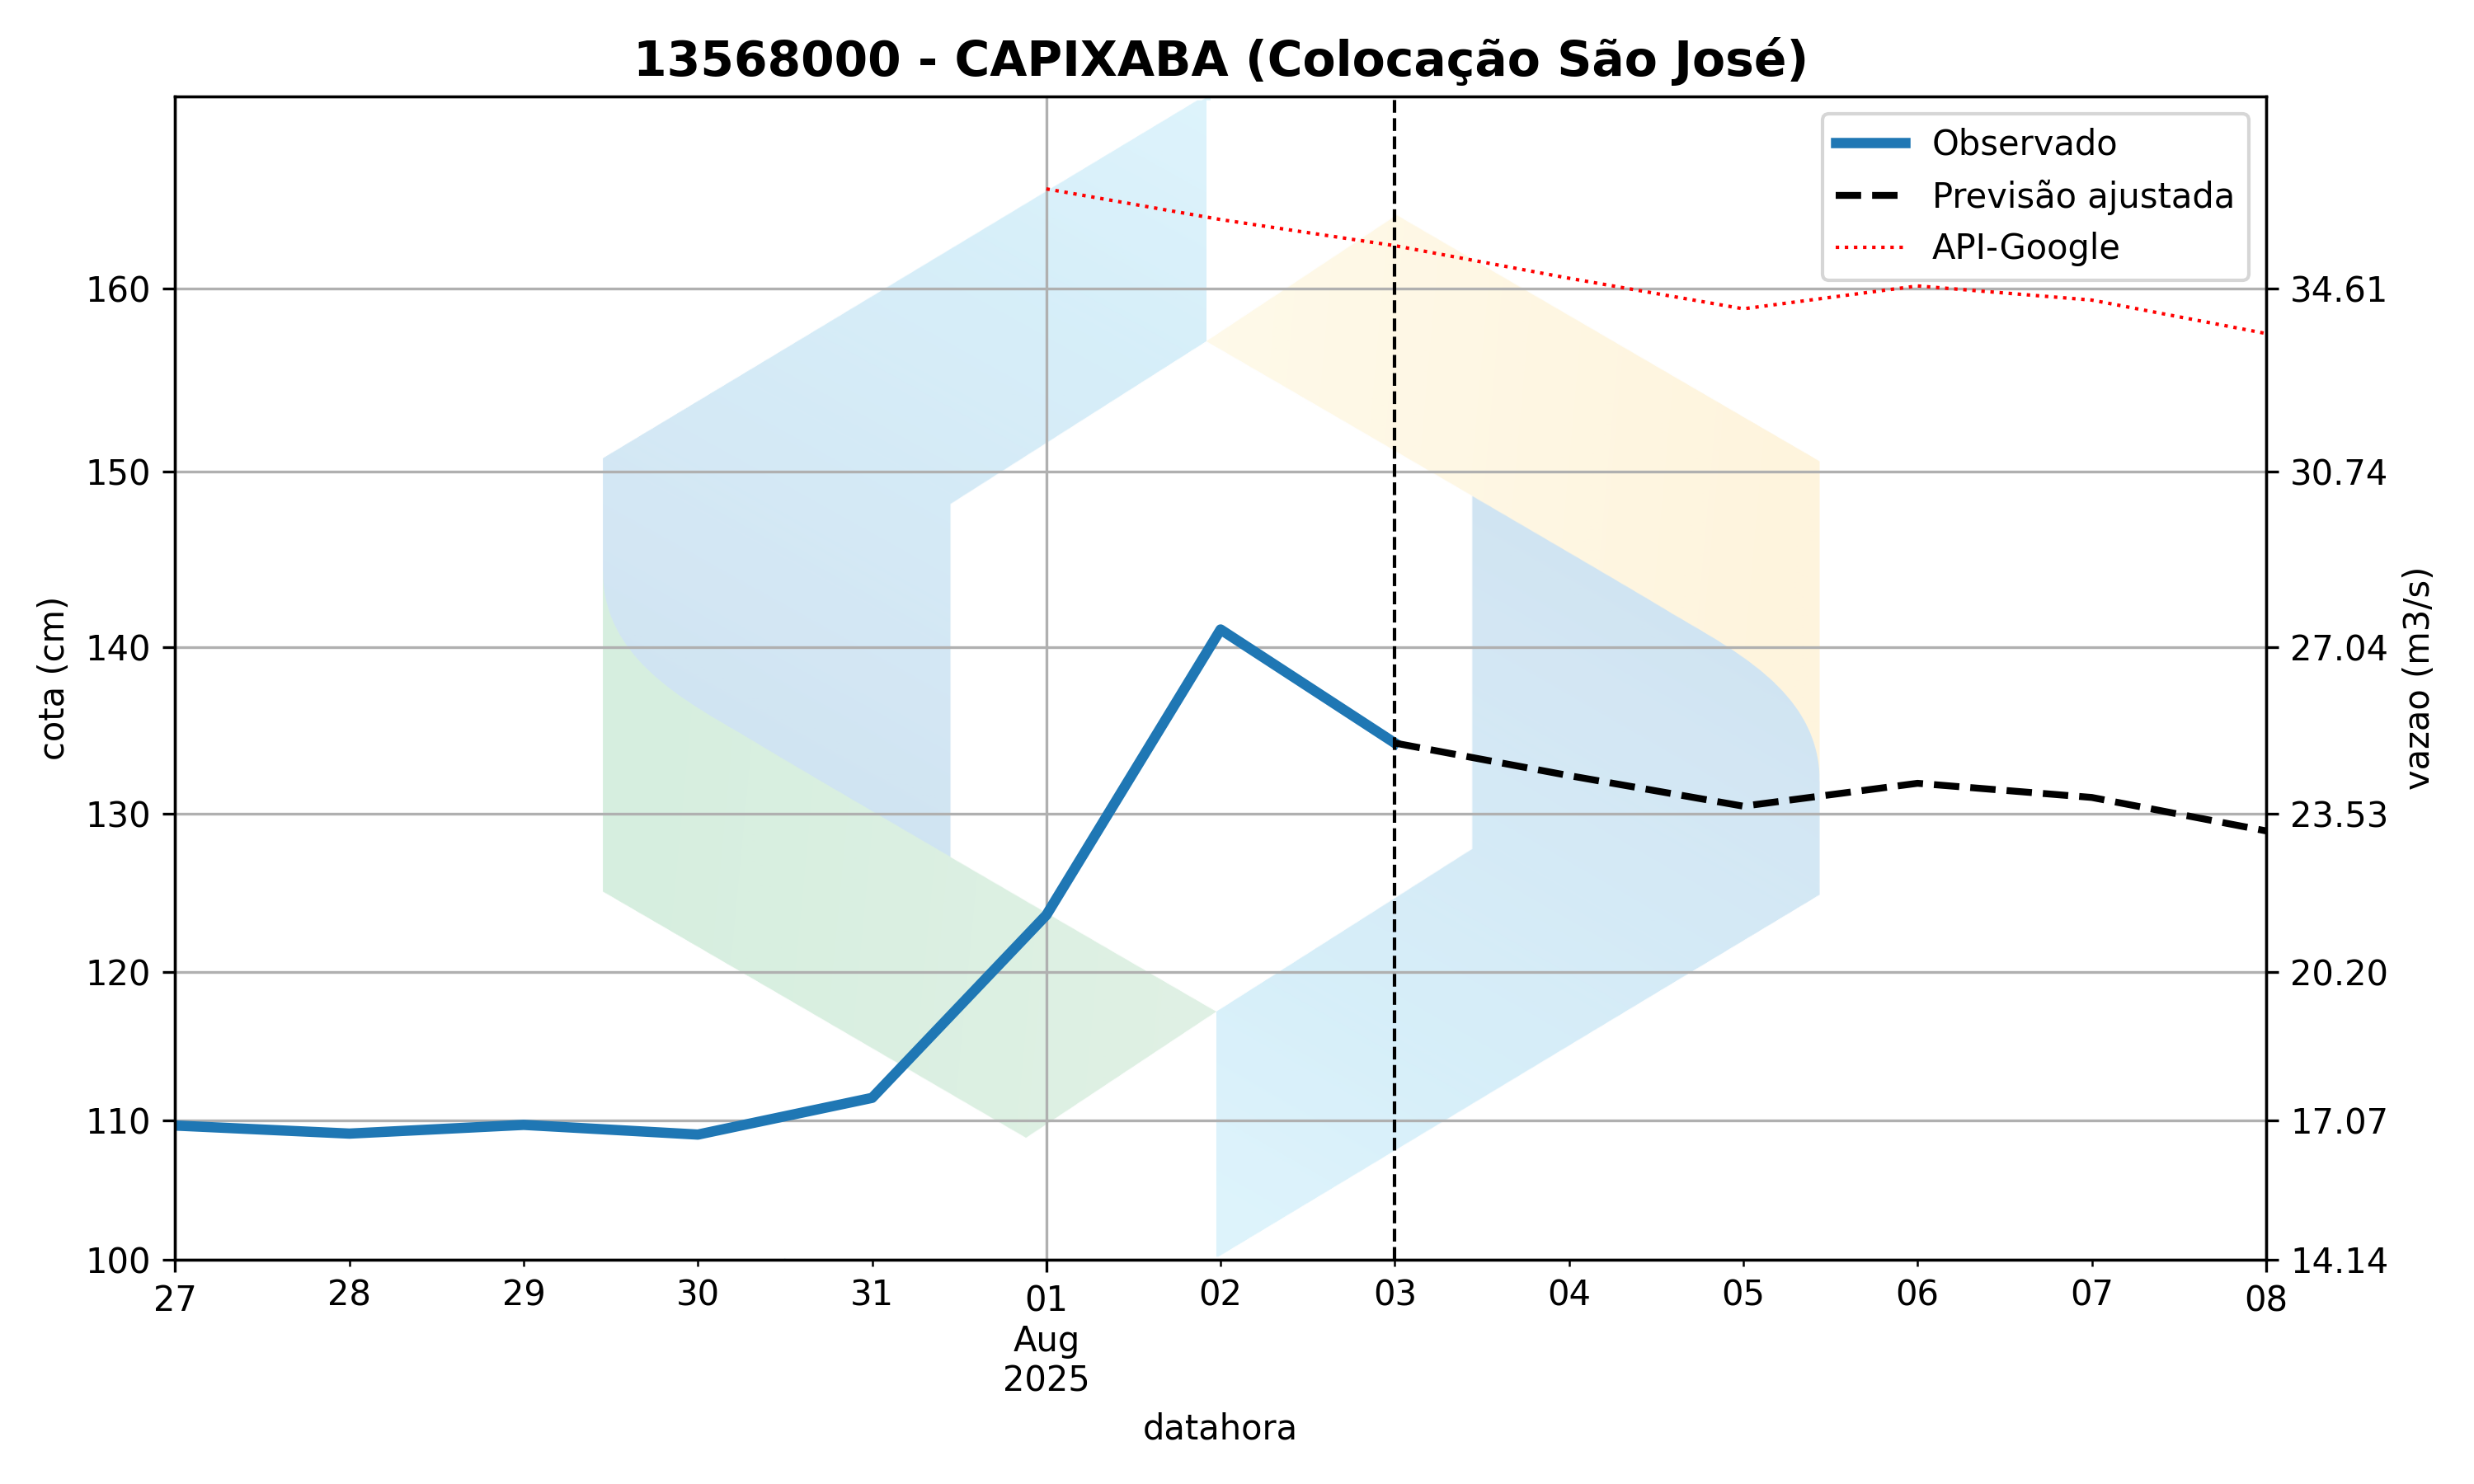 13568000 - CAPIXABA (Colocação São José)
Observado
Previsão ajustada
API-Google
cota (cm)
160
150
140
130
120
110
100
34.61
30.74
27.04
23.53
20.20
17.07
14.14
vazao (m3/s)
27 28 29 30 31 01 02 03 04 05 06 07 08
Aug
2025
datahora